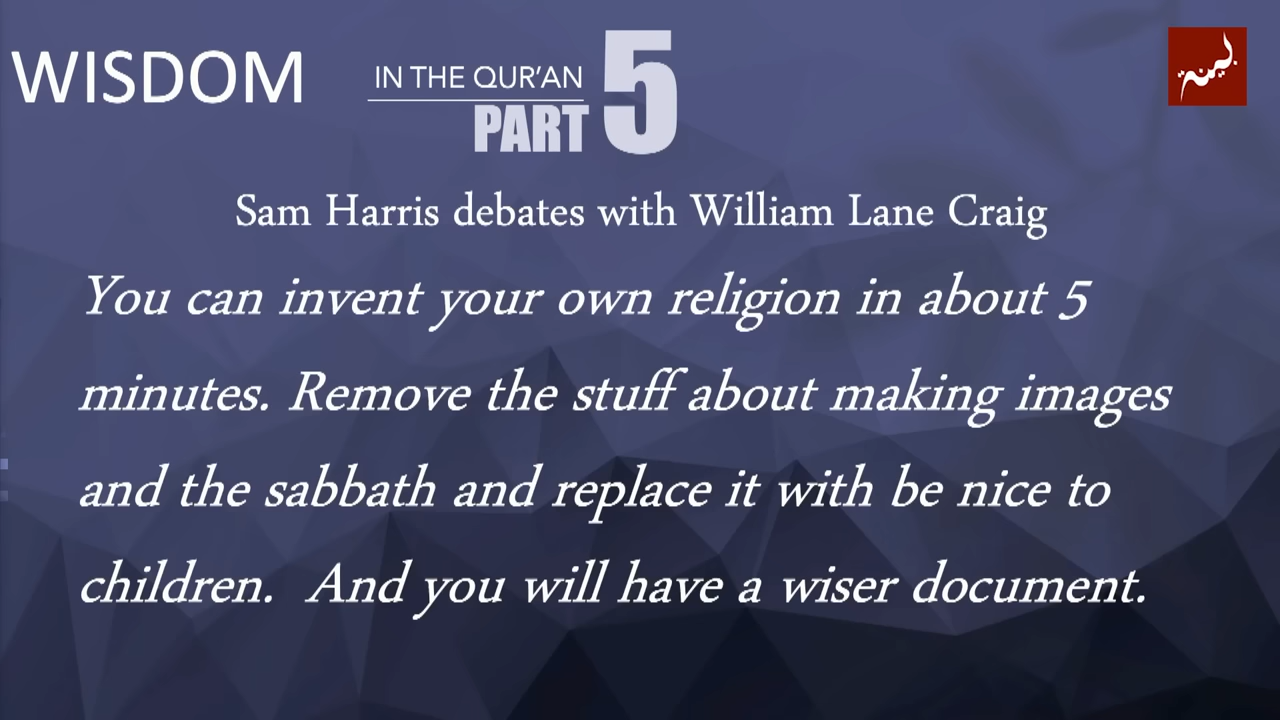 WISDOM
IN THE QUR'AN
PART 5
بينة
Sam Harris debates with William Lane Craig
You can invent your own religion in about 5
minutes. Remove the stuff about making images
and the sabbath and replace it with be nice to
children. And you will have a wiser document.